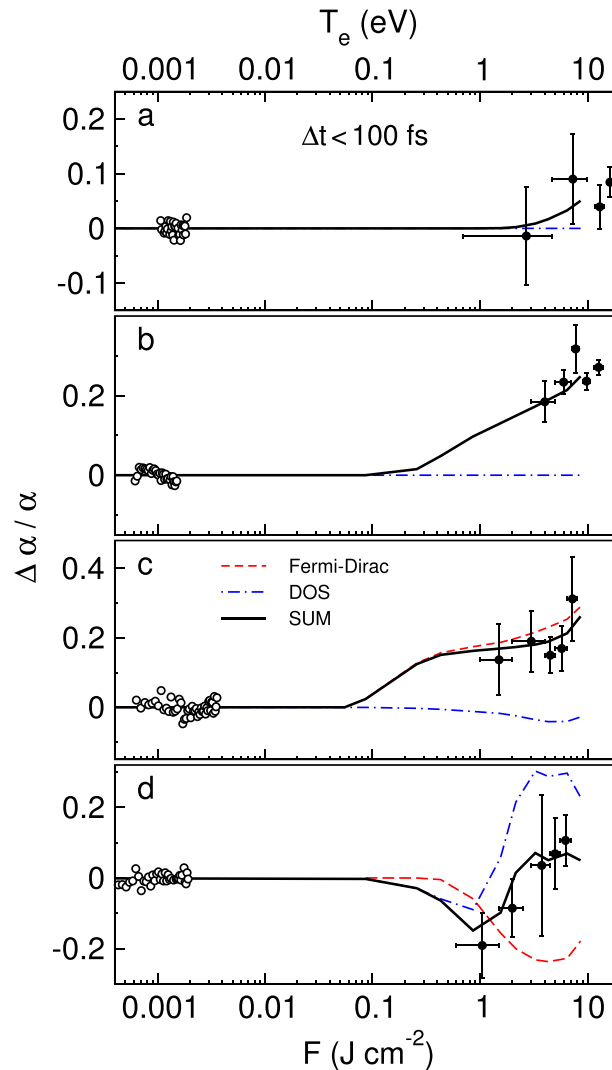 T_e (eV)
0.001 0.01 0.1 1 10
a
Δt < 100 fs
0.2
0.1
0
-0.1
b
0.2
0
Δ α / α
c
Fermi-Dirac
DOS
SUM
0.4
0.2
0
d
0.2
0
-0.2
0.001 0.01 0.1 1 10
F (J cm⁻²)